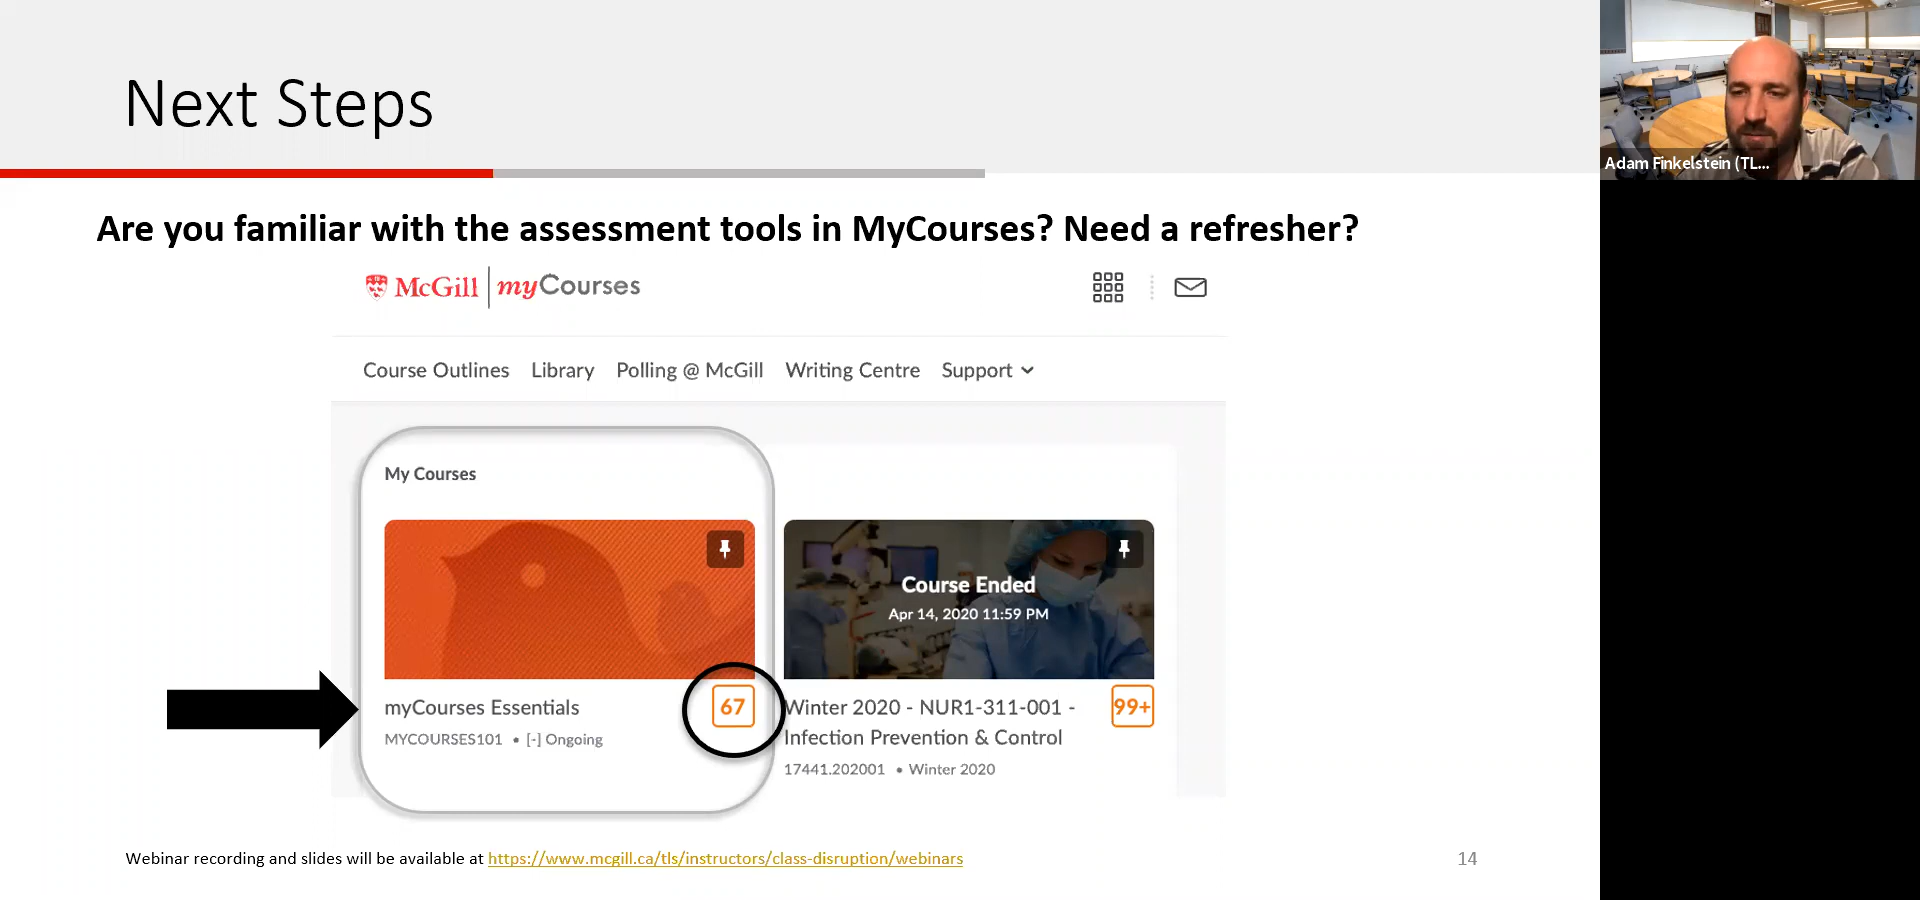 Next Steps
Adam Finkelstein (TL...
Are you familiar with the assessment tools in MyCourses? Need a refresher?
McGill | myCourses
Course Outlines Library Polling @ McGill Writing Centre Support
My Courses
Course Ended
Apr 14, 2020 11:59 PM
myCourses Essentials 67
MYCOURSES101 • [-] Ongoing
Winter 2020 - NUR1-311-001 - 99+
Infection Prevention & Control
17441.202001 • Winter 2020
Webinar recording and slides will be available at https://www.mcgill.ca/tls/instructors/class-disruption/webinars
14